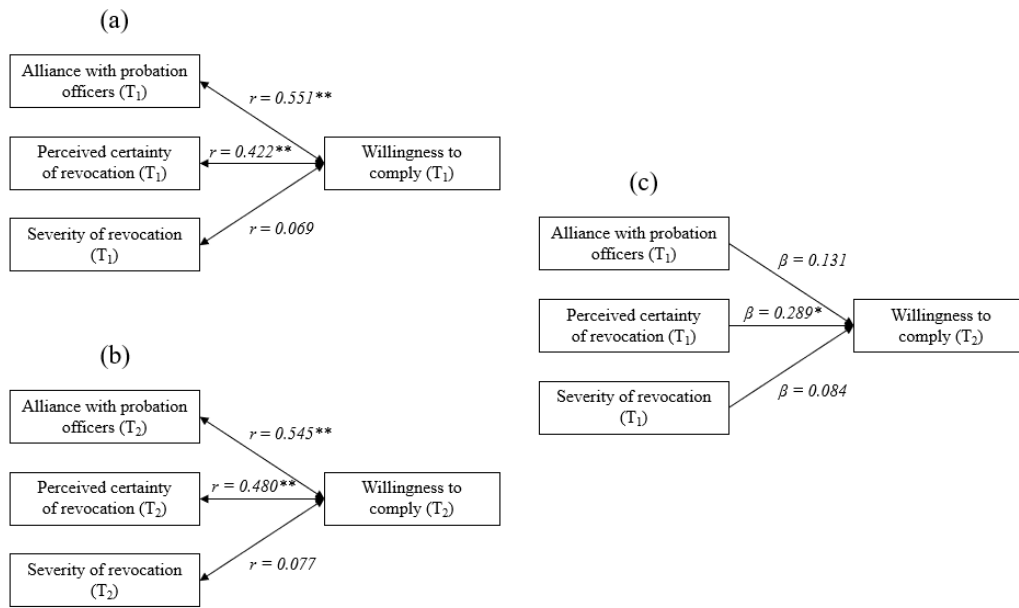 (a)
Alliance with probation
officers (T₁)
r = 0.551**
Perceived certainty
of revocation (T₁)
r = 0.422**
Willingness to
comply (T₁)
Severity of revocation
(T₁)
r = 0.069
(b)
Alliance with probation
officers (T₂)
r = 0.545**
Perceived certainty
of revocation (T₂)
r = 0.480**
Willingness to
comply (T₂)
Severity of revocation
(T₂)
r = 0.077
(c)
Alliance with probation
officers (T₁)
β = 0.131
Perceived certainty
of revocation (T₁)
β = 0.289*
Willingness to
comply (T₂)
Severity of revocation
(T₁)
β = 0.084